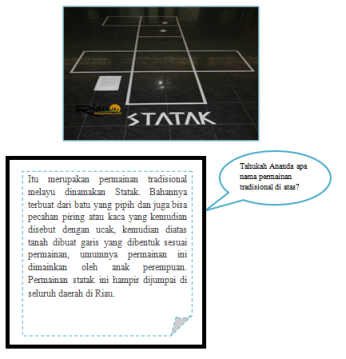 STATAK
Tahukah Ananda apa
nama permainan
tradisional di atas?
Itu merupakan permainan tradisional
melayu dinamakan Statak. Bahannya
terbuat dari batu yang pipih dan juga bisa
pecahan piring atau kaca yang kemudian
disebut dengan ucak, kemudian diatas
tanah dibuat garis yang dibentuk sesuai
permainan, umumnya permainan ini
dimainkan oleh anak perempuan.
Permainan statak ini hampir dijumpai di
seluruh daerah di Riau.